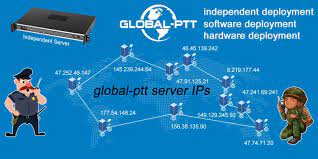 GLOBAL-PTT
independent deployment
software deployment
hardware deployment
Independent Server
46.45.139.242
145.239.244.64
8.219.177.44
47.252.46.147
47.91.125.21
global-ptt server IPs
47.241.69.241
149.129.245.92
177.54.148.24
156.38.135.90
47.74.71.20